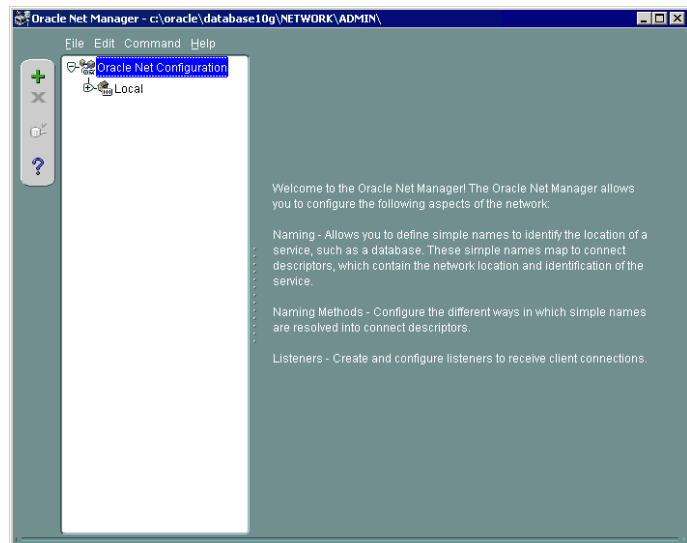 Oracle Net Manager - c:\oracle\database10g\NETWORK\ADMIN\
File Edit Command Help
Oracle Net Configuration
Local
Welcome to the Oracle Net Manager! The Oracle Net Manager allows
you to configure the following aspects of the network:
Naming - Allows you to define simple names to identify the location of a
service, such as a database. These simple names map to connect
descriptors, which contain the network location and identification of the
service.
Naming Methods - Configure the different ways in which simple names
are resolved into connect descriptors.
Listeners - Create and configure listeners to receive client connections.